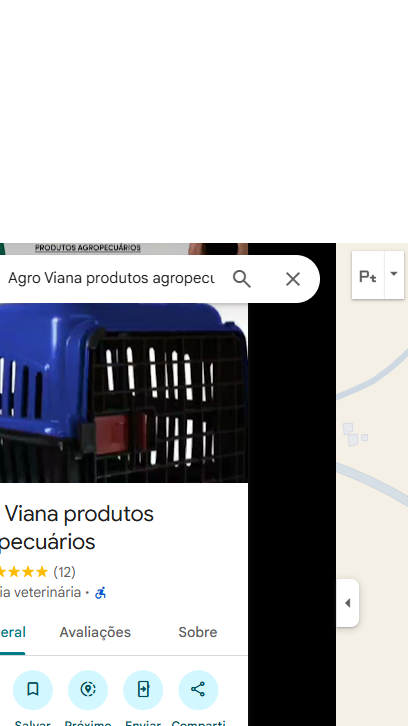 PRODUTOS AGROPECUÁRIOS
Agro Viana produtos agropecu
Pt
Viana produtos
pecuários
(12)
ia veterinária ·
eral
Avaliações
Sobre
Salvar
Próximo
Enviar
Comparti